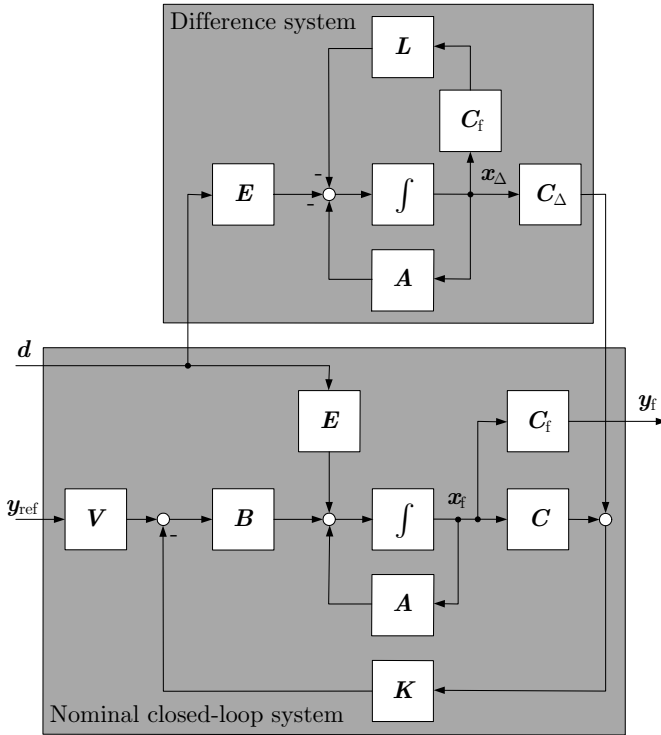 Difference system
L
C_f
x_Δ
E
∫
C_Δ
-
-
A
d
E
C_f
y_f
y_ref
V
B
∫
x_f
C
-
A
K
Nominal closed-loop system